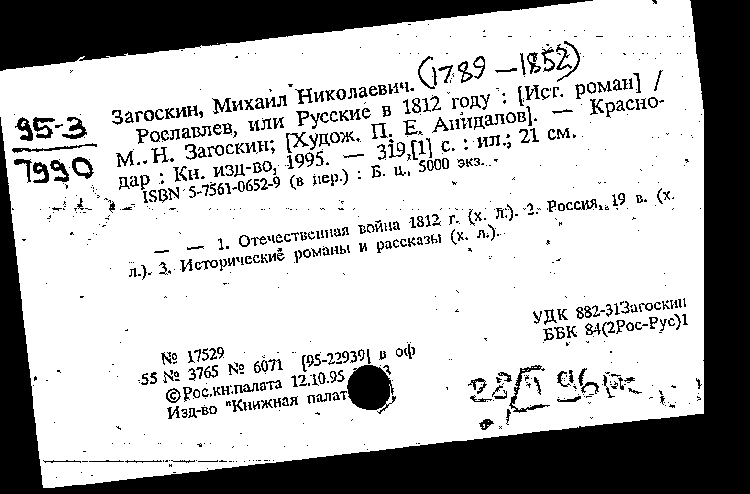 Загоскин, Михаил Николаевич. (1789 – 1852)
95-3
7990
Рославлев, или Русские в 1812 году : [Ист. роман] /
М. Н. Загоскин; [Худож. П. Е. Анидалов]. — Красно-
дар : Кн. изд-во, 1995. — 319,[1] с. : ил.; 21 см.
ISBN 5-7561-0652-9 (в пер.) : Б. ц., 5000 экз.
— — 1. Отечественная война 1812 г. (х. л.). 2. Россия, 19 в. (х.
л.). 3. Исторические романы и рассказы (х. л.).
УДК 882-31Загоскин
ББК 84(2Рос-Рус)1
№ 17529
55 № 3765 № 6071 [95-22939] в оф
©Рос.кн.палата 12.10.95
Изд-во "Книжная палат
28/II 96